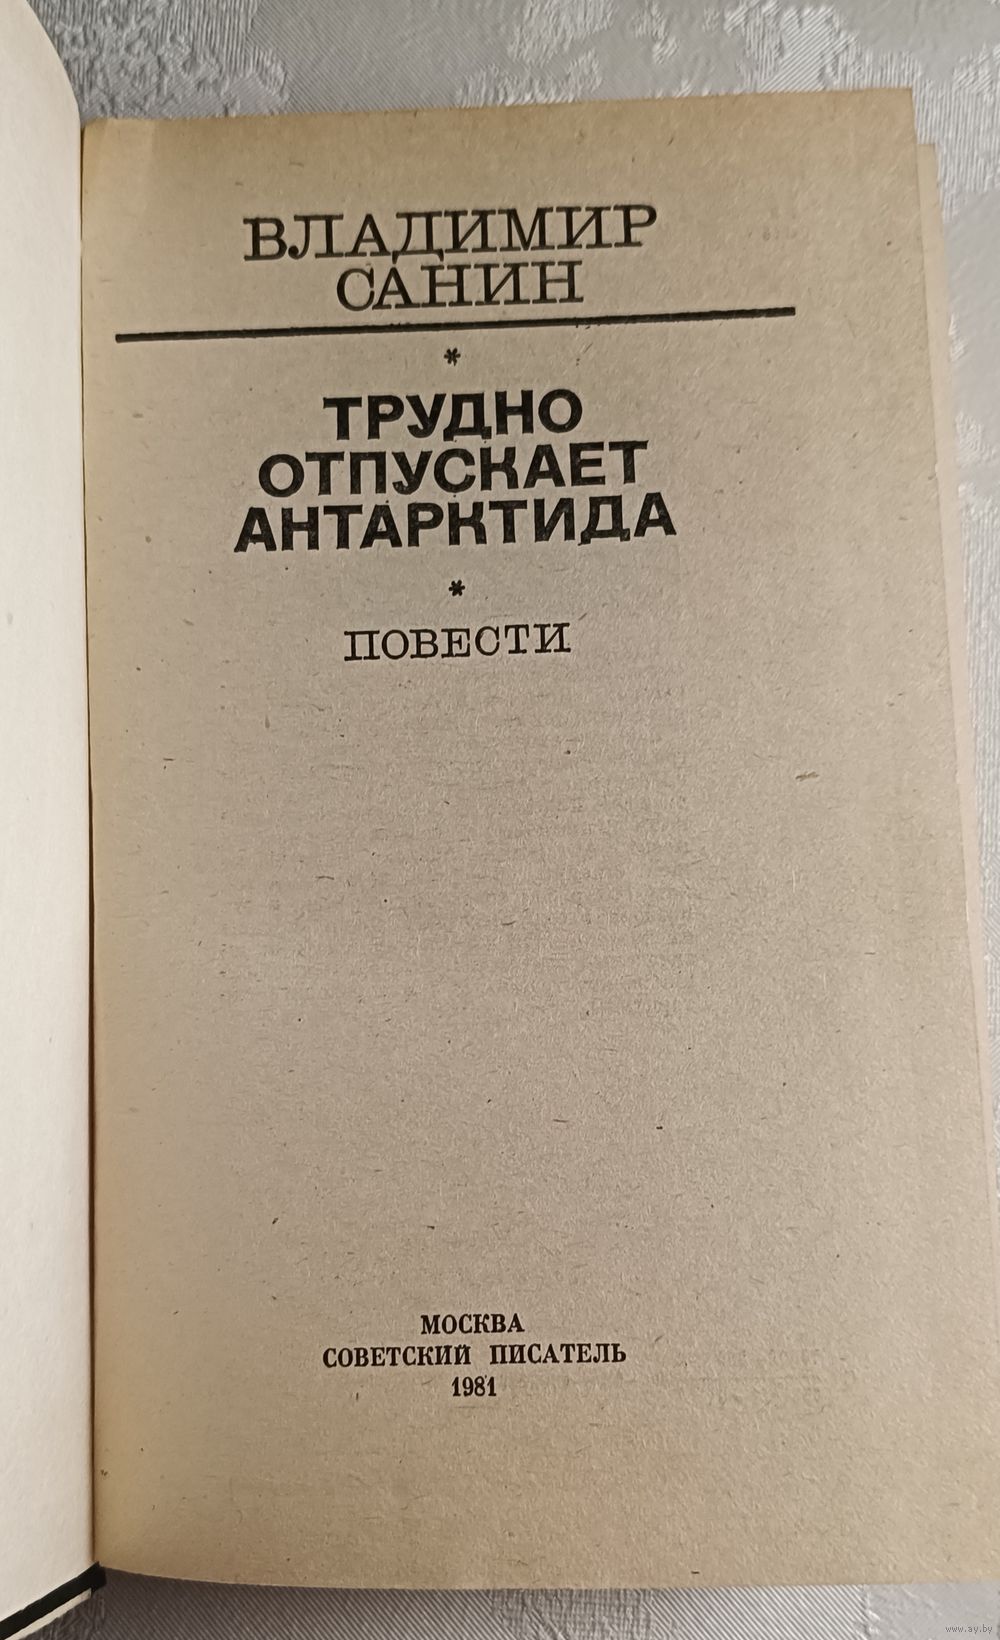 ВЛАДИМИР
САНИН
*
ТРУДНО
ОТПУСКАЕТ
АНТАРКТИДА
*
ПОВЕСТИ
МОСКВА
СОВЕТСКИЙ ПИСАТЕЛЬ
1981
www.ay.by